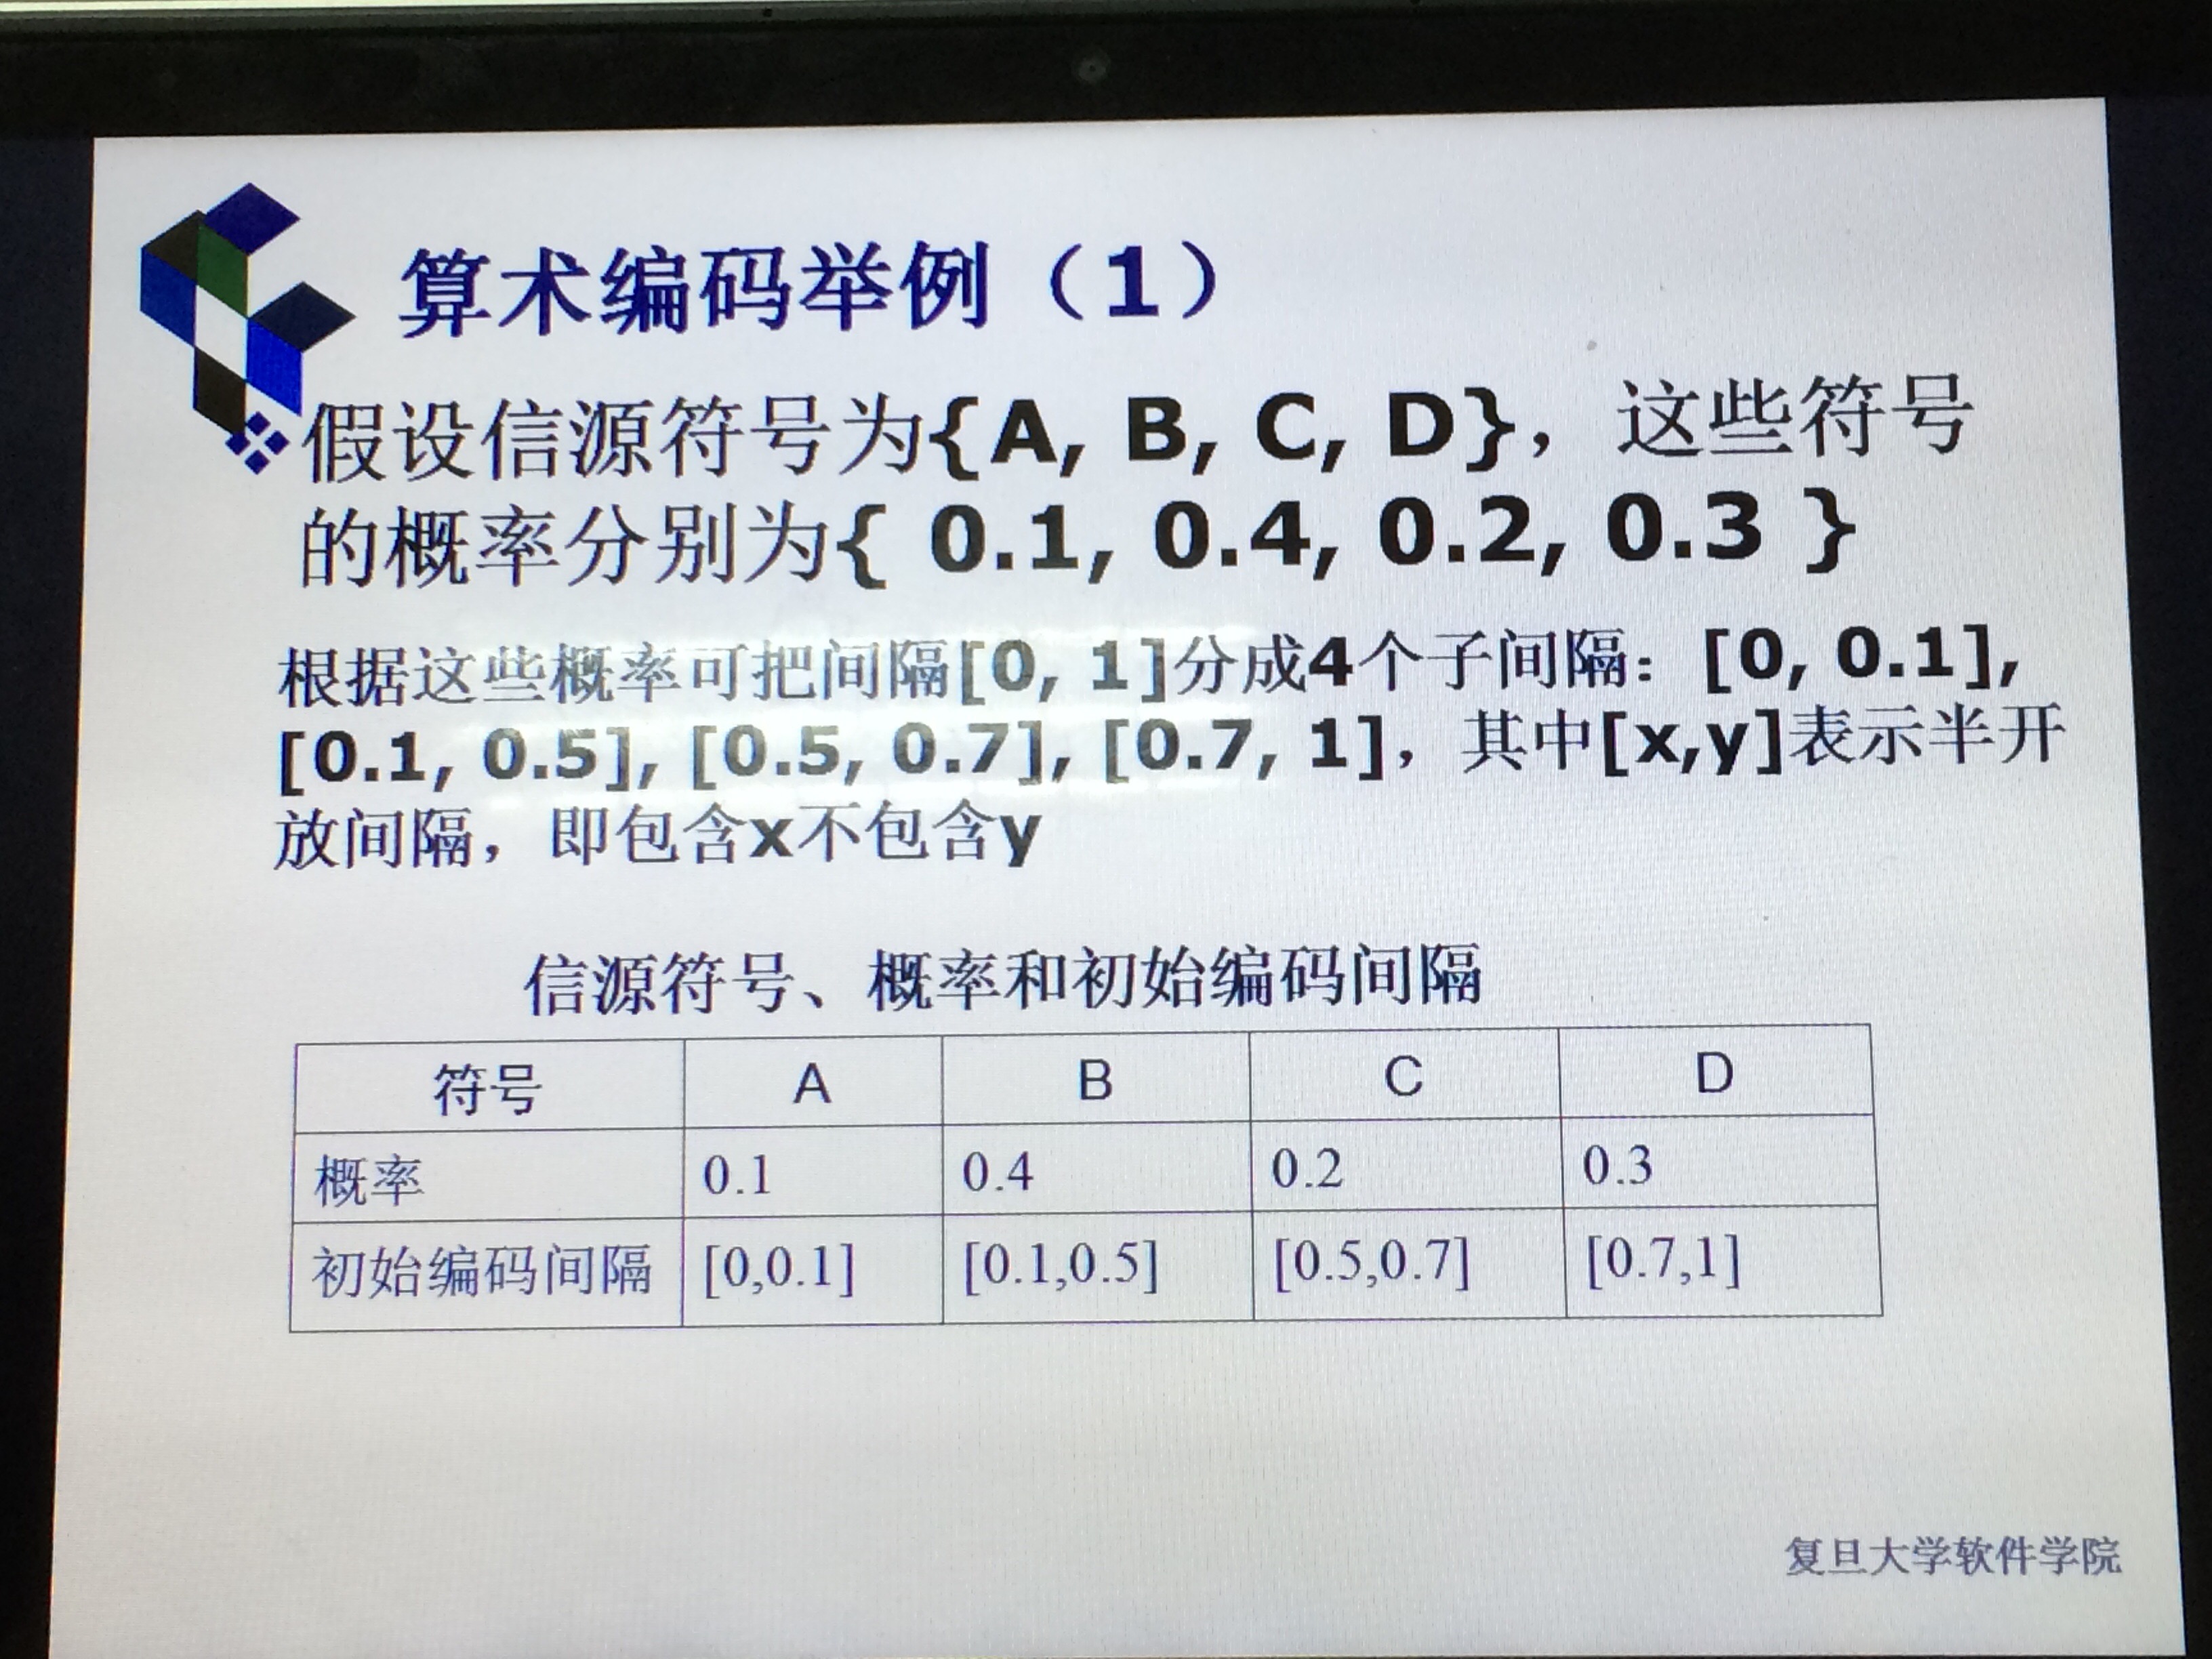 算术编码举例（1）
假设信源符号为{A, B, C, D}，这些符号
的概率分别为{ 0.1, 0.4, 0.2, 0.3 }
根据这些概率可把间隔[0, 1]分成4个子间隔：[0, 0.1],
[0.1, 0.5], [0.5, 0.7], [0.7, 1]，其中[x,y]表示半开
放间隔，即包含x不包含y
信源符号、概率和初始编码间隔
符号 A B C D
概率 0.1 0.4 0.2 0.3
初始编码间隔 [0,0.1] [0.1,0.5] [0.5,0.7] [0.7,1]
复旦大学软件学院